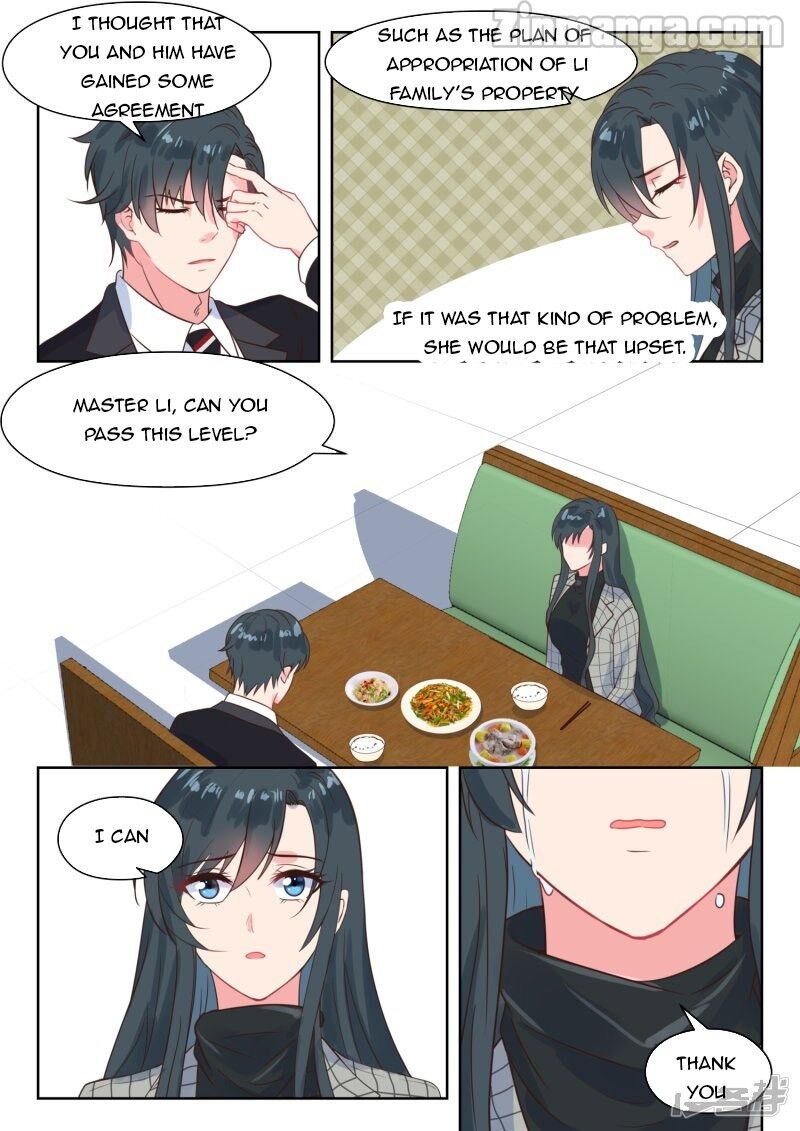 Zinmanga.com
I THOUGHT THAT
YOU AND HIM HAVE
GAINED SOME
AGREEMENT
SUCH AS THE PLAN OF
APPROPRIATION OF LI
FAMILY'S PROPERTY
IF IT WAS THAT KIND OF PROBLEM,
SHE WOULD BE THAT UPSET.
MASTER LI, CAN YOU
PASS THIS LEVEL?
I CAN
THANK
YOU